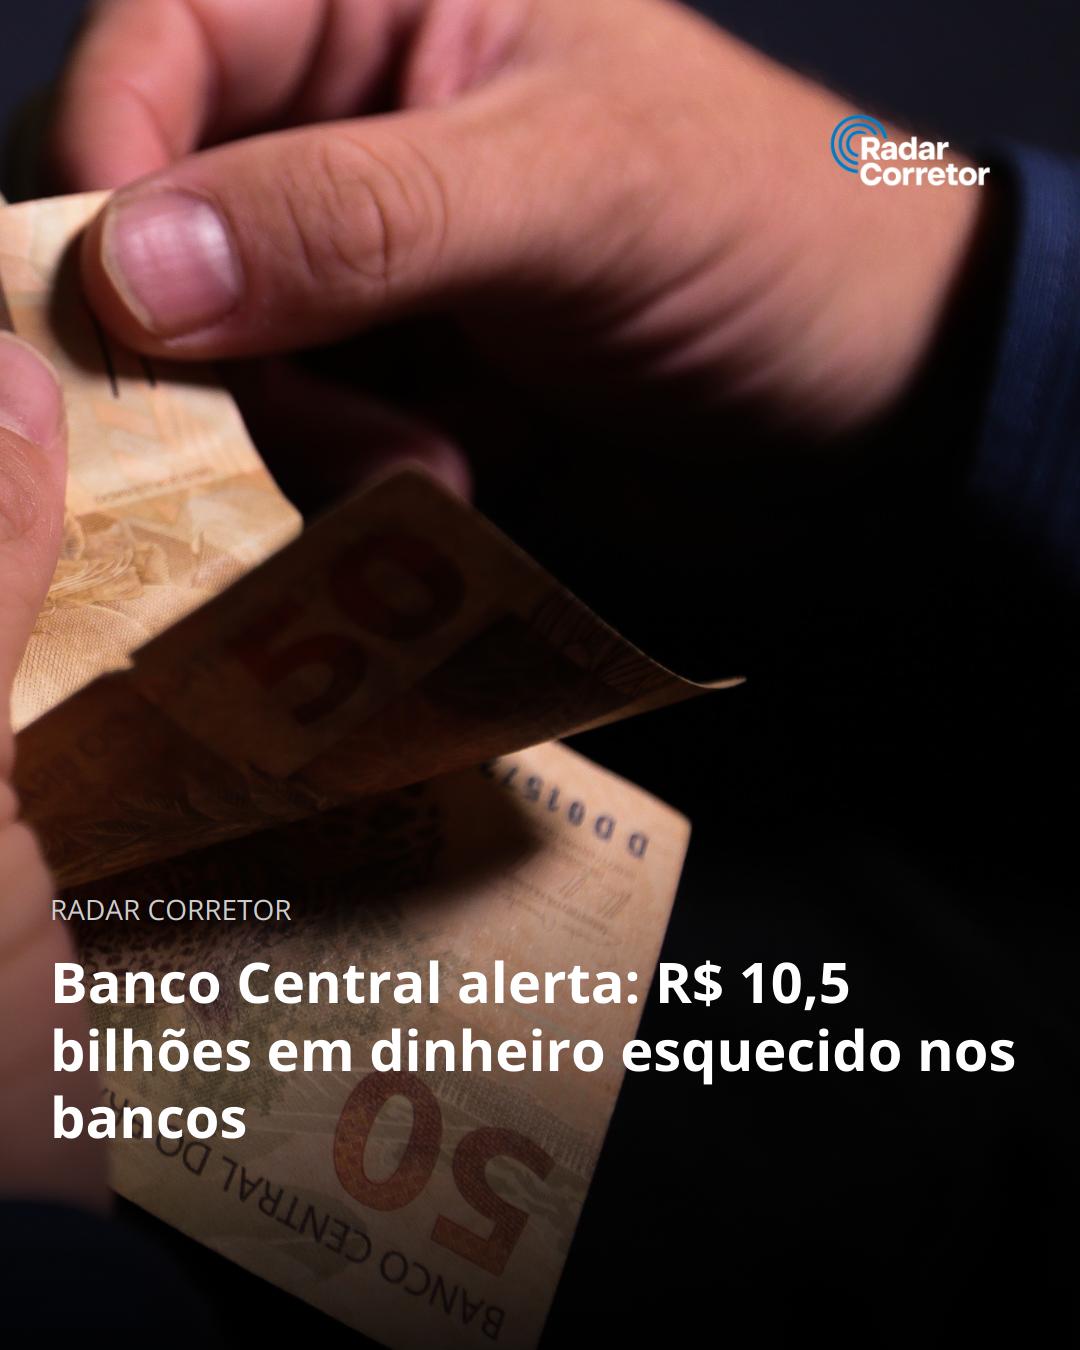 Radar
Corretor
50
DD0157
RADAR CORRETOR
Banco Central alerta: R$ 10,5
bilhões em dinheiro esquecido nos
bancos
50
BANCO CENTRAL DO